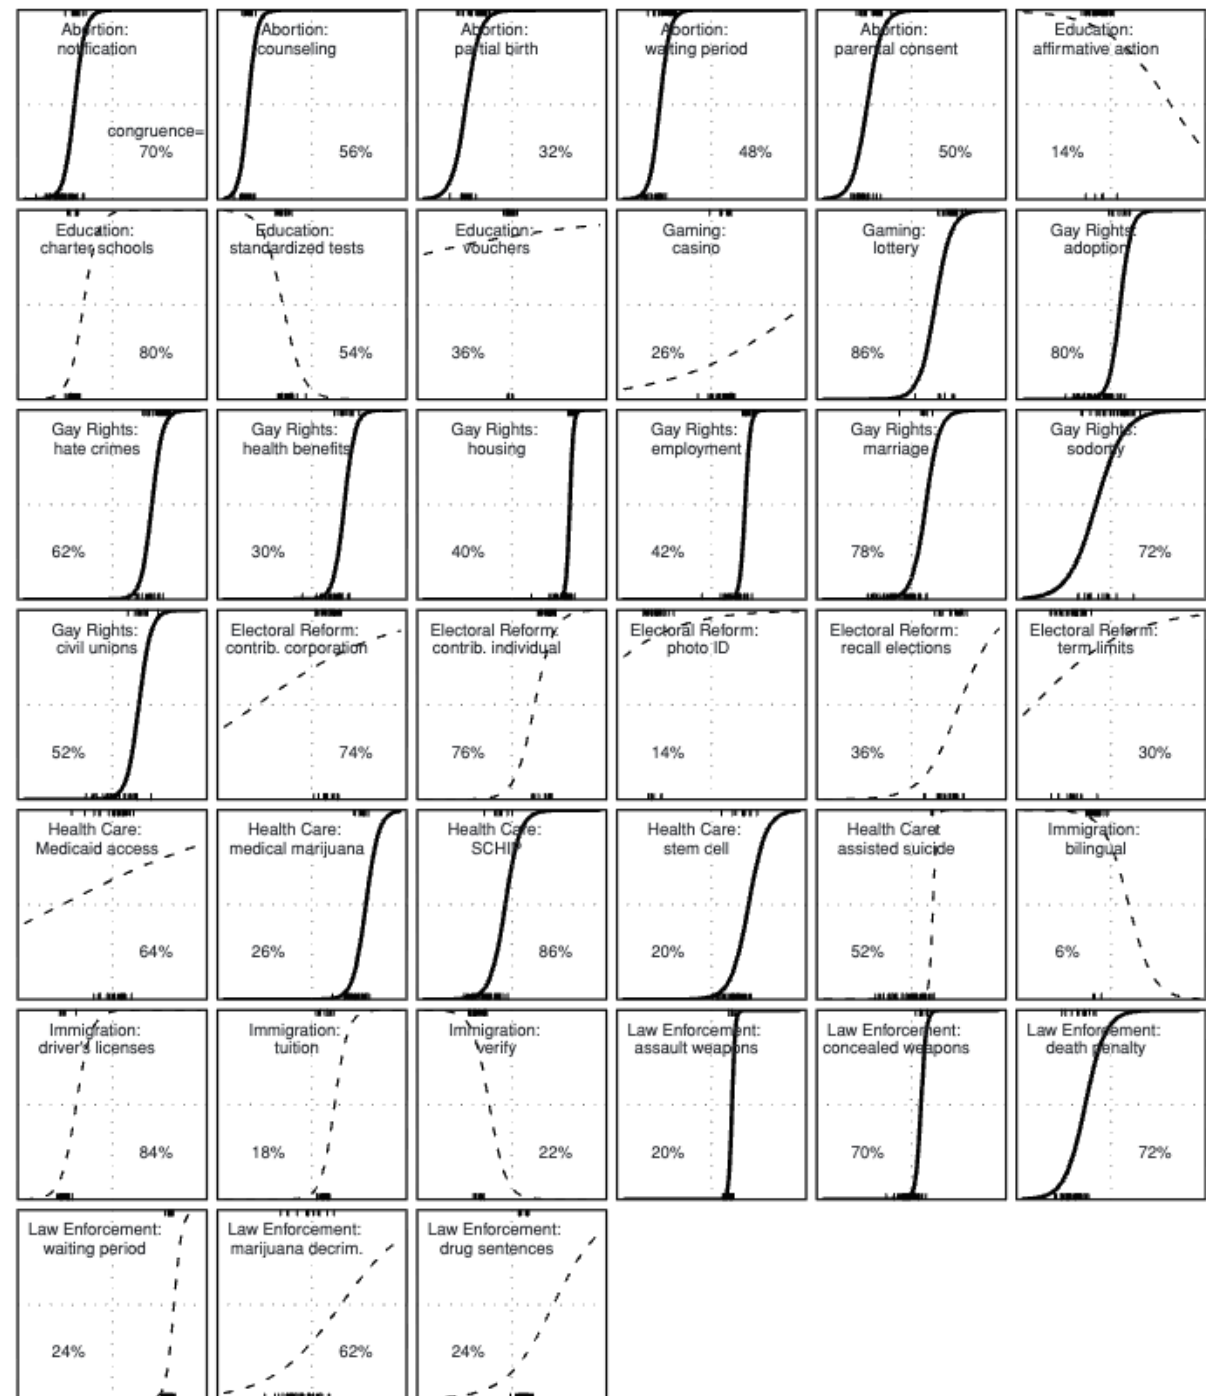 Abortion:
notification
congruence=
70%
Abortion:
counseling
56%
Abortion:
partial birth
32%
Abortion:
waiting period
48%
Abortion:
parental consent
50%
Education:
affirmative action
14%
Education:
charter schools
80%
Education:
standardized tests
54%
Education:
vouchers
36%
Gaming:
casino
26%
Gaming:
lottery
86%
Gay Rights:
adoption
80%
Gay Rights:
hate crimes
62%
Gay Rights:
health benefits
30%
Gay Rights:
housing
40%
Gay Rights:
employment
42%
Gay Rights:
marriage
78%
Gay Rights:
sodomy
72%
Gay Rights:
civil unions
52%
Electoral Reform:
contrib. corporation
74%
Electoral Reform:
contrib. individual
76%
Electoral Reform:
photo ID
14%
Electoral Reform:
recall elections
36%
Electoral Reform:
term limits
30%
Health Care:
Medicaid access
64%
Health Care:
medical marijuana
26%
Health Care:
SCHIP
86%
Health Care:
stem cell
20%
Health Care:
assisted suicide
52%
Immigration:
bilingual
6%
Immigration:
driver's licenses
84%
Immigration:
tuition
18%
Immigration:
verify
22%
Law Enforcement:
assault weapons
20%
Law Enforcement:
concealed weapons
70%
Law Enforcement:
death penalty
72%
Law Enforcement:
waiting period
24%
Law Enforcement:
marijuana decrim.
62%
Law Enforcement:
drug sentences
24%